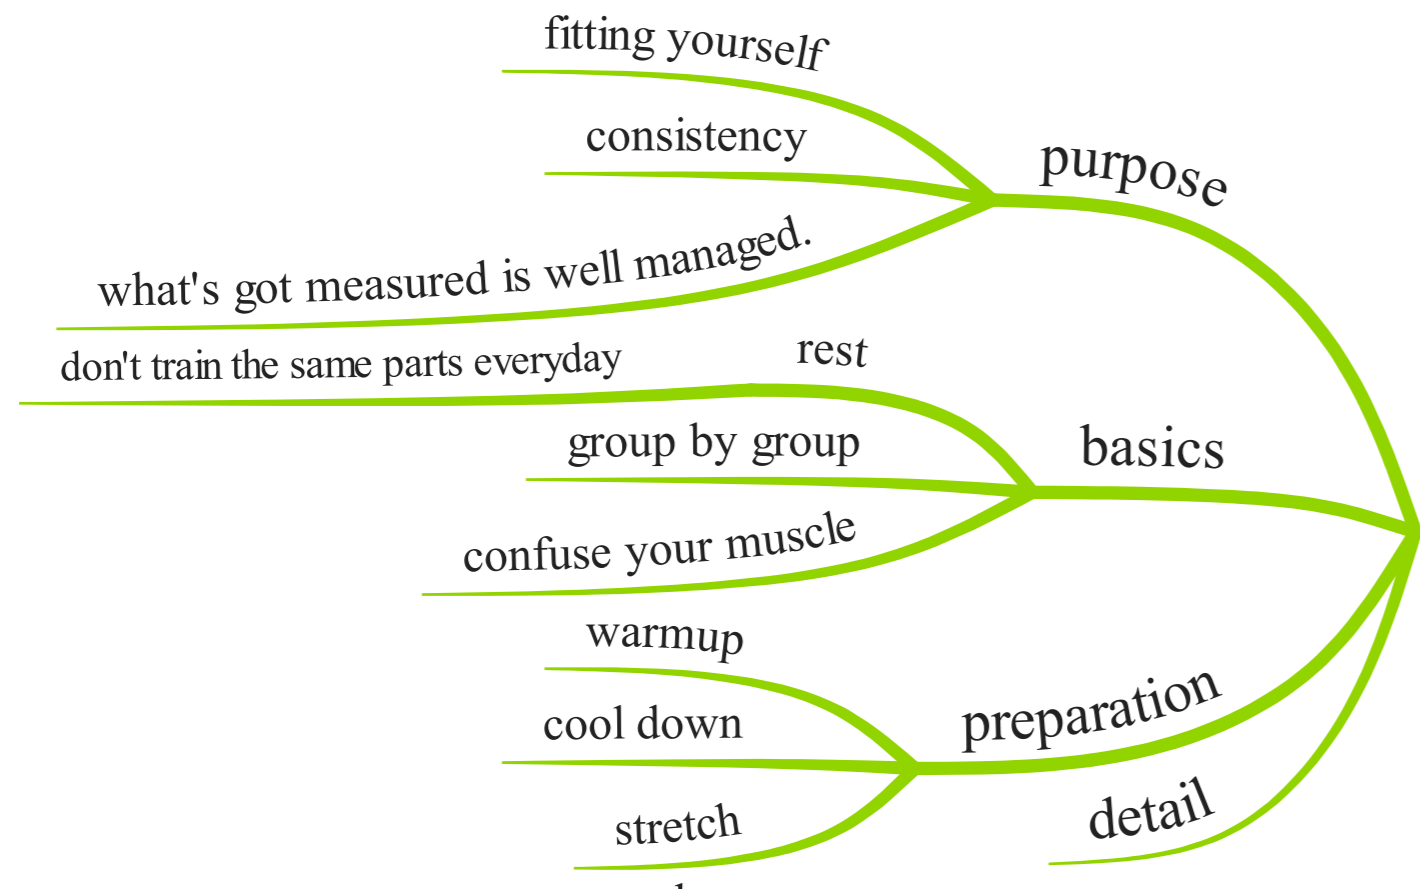 fitting yourself
consistency
purpose
what's got measured is well managed.
don't train the same parts everyday
rest
group by group
basics
confuse your muscle
warmup
cool down
preparation
stretch
detail